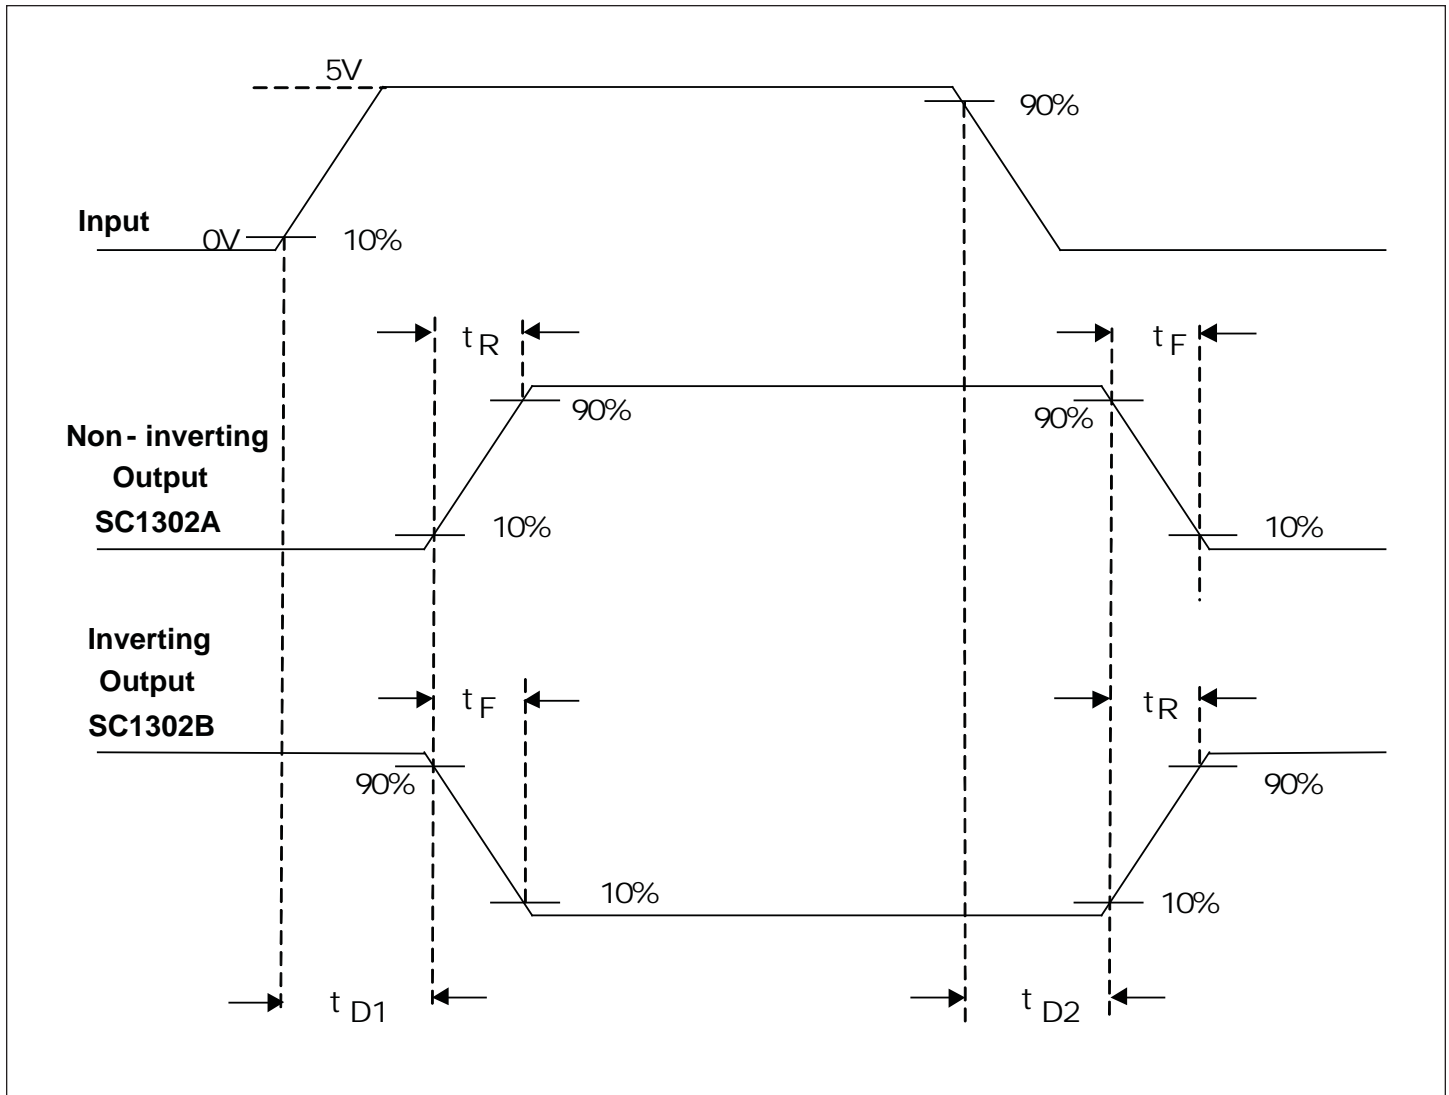 5V
90%
Input
0V
10%
t R
t F
90%
90%
Non - inverting
Output
SC1302A
10%
10%
Inverting
Output
SC1302B
t F
t R
90%
90%
10%
10%
t D1
t D2